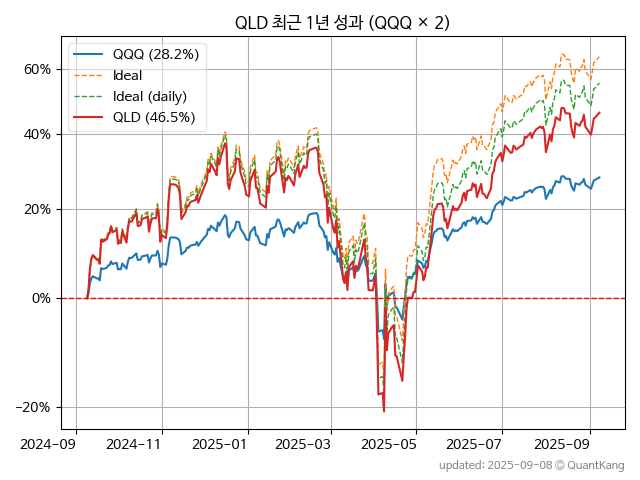 QLD 최근 1년 성과 (QQQ × 2)
QQQ (28.2%)
Ideal
Ideal (daily)
QLD (46.5%)
60%
40%
20%
0%
−20%
2024-09 2024-11 2025-01 2025-03 2025-05 2025-07 2025-09
updated: 2025-09-08 © QuantKang